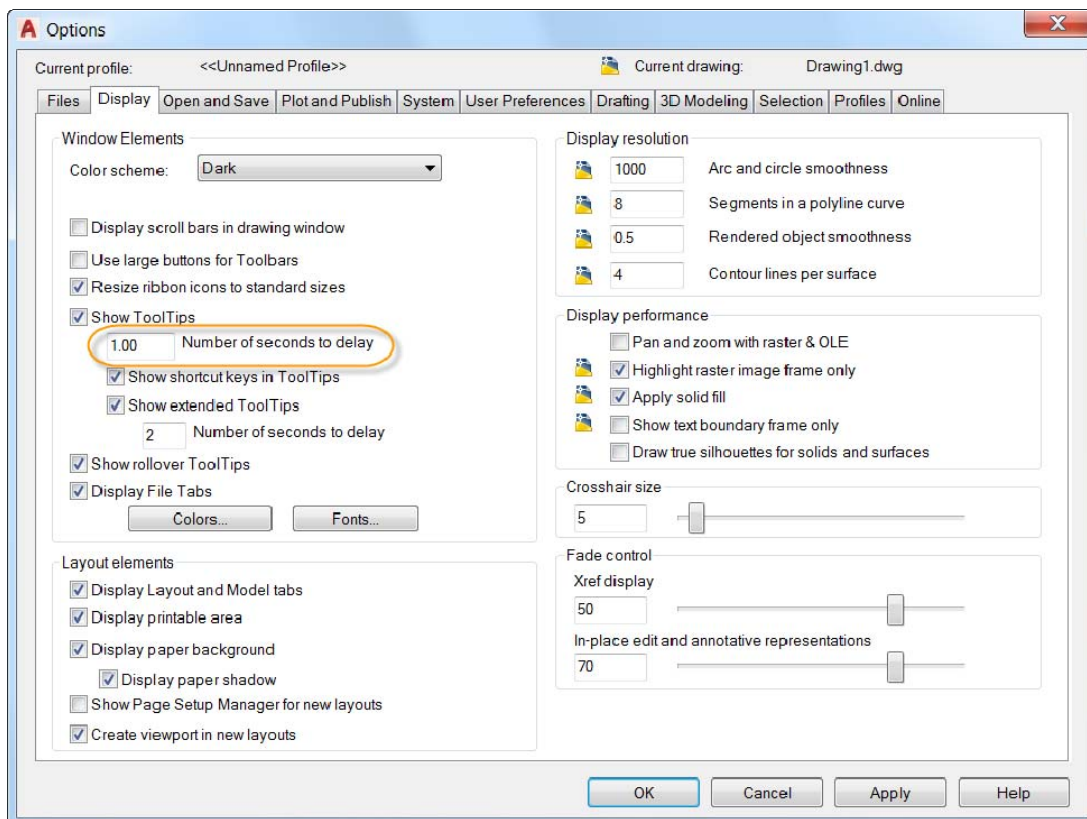 A Options X
Current profile: <<Unnamed Profile>> Current drawing: Drawing1.dwg
Files Display Open and Save Plot and Publish System User Preferences Drafting 3D Modeling Selection Profiles Online
Window Elements
Color scheme: Dark
Display scroll bars in drawing window
Use large buttons for Toolbars
Resize ribbon icons to standard sizes
Show ToolTips
1.00 Number of seconds to delay
Show shortcut keys in ToolTips
Show extended ToolTips
2 Number of seconds to delay
Show rollover ToolTips
Display File Tabs
Colors... Fonts...
Layout elements
Display Layout and Model tabs
Display printable area
Display paper background
Display paper shadow
Show Page Setup Manager for new layouts
Create viewport in new layouts
Display resolution
1000 Arc and circle smoothness
8 Segments in a polyline curve
0.5 Rendered object smoothness
4 Contour lines per surface
Display performance
Pan and zoom with raster & OLE
Highlight raster image frame only
Apply solid fill
Show text boundary frame only
Draw true silhouettes for solids and surfaces
Crosshair size
5
Fade control
Xref display
50
In-place edit and annotative representations
70
OK Cancel Apply Help